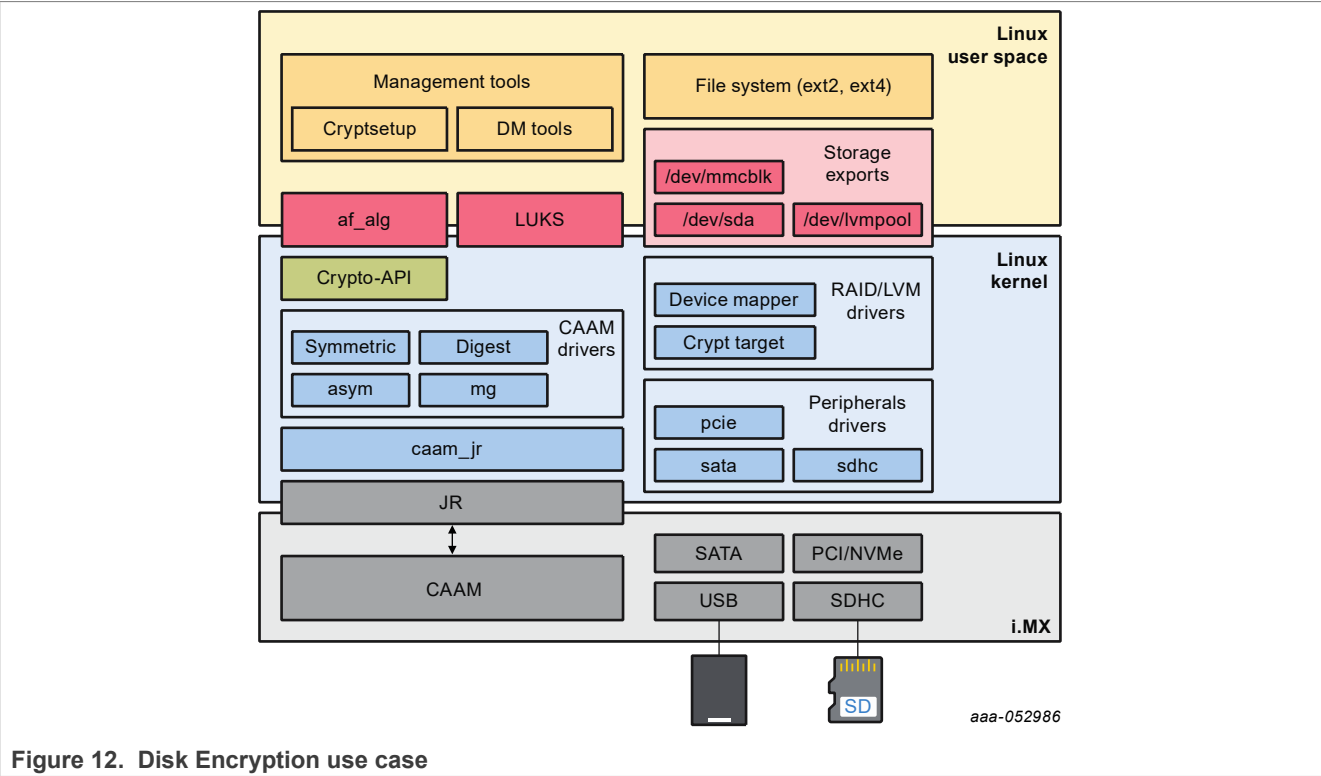 Linux
user space
Management tools
Cryptsetup
DM tools
File system (ext2, ext4)
Storage
exports
/dev/mmcblk
/dev/sda
/dev/lvmpool
af_alg
LUKS
Linux
kernel
Crypto-API
CAAM
drivers
Symmetric
Digest
asym
mg
caam_jr
RAID/LVM
drivers
Device mapper
Crypt target
Peripherals
drivers
pcie
sata
sdhc
JR
CAAM
SATA
PCI/NVMe
USB
SDHC
i.MX
SD
aaa-052986
Figure 12. Disk Encryption use case